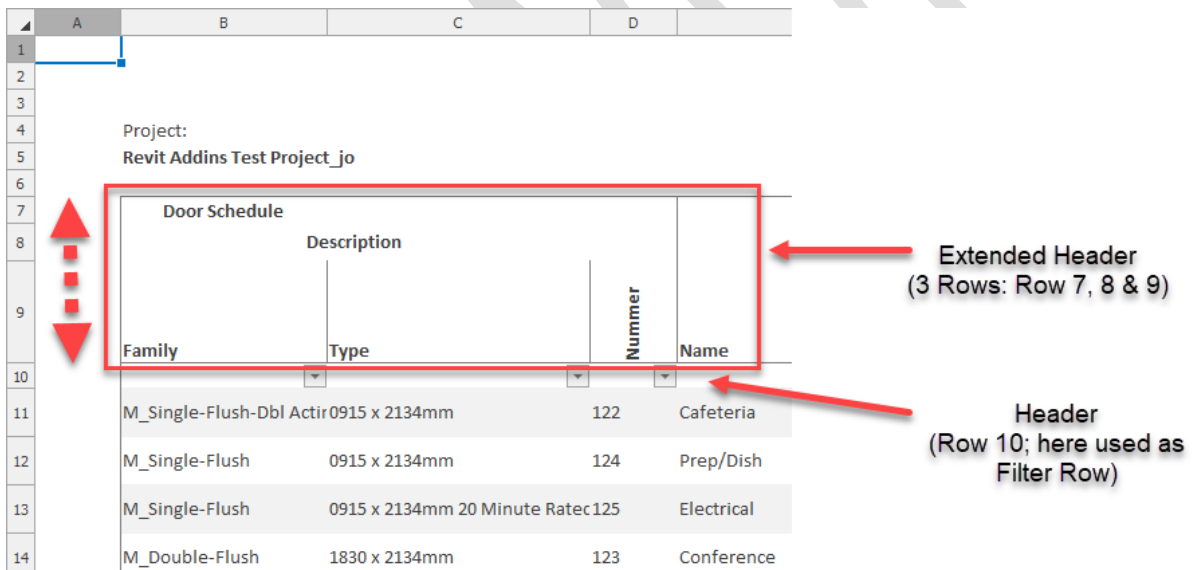 A B C D
1
2
3
4 Project:
5 Revit Addins Test Project_jo
6
7 Door Schedule
8 Description
9 Family Type Nummer Name
Extended Header
(3 Rows: Row 7, 8 & 9)
10
11 M_Single-Flush-Dbl Actir 0915 x 2134mm 122 Cafeteria
12 M_Single-Flush 0915 x 2134mm 124 Prep/Dish
13 M_Single-Flush 0915 x 2134mm 20 Minute Ratec 125 Electrical
14 M_Double-Flush 1830 x 2134mm 123 Conference
Header
(Row 10; here used as
Filter Row)